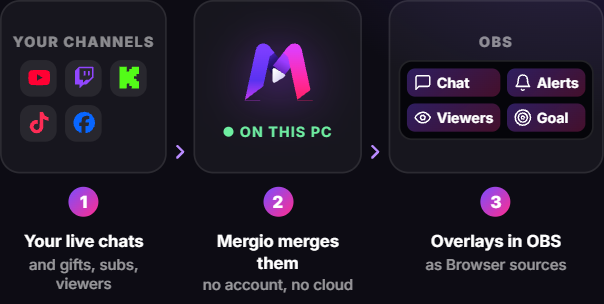 YOUR CHANNELS
ON THIS PC
OBS
Chat
Alerts
Viewers
Goal
1
Your live chats
and gifts, subs,
viewers
2
Mergio merges
them
no account, no cloud
3
Overlays in OBS
as Browser sources